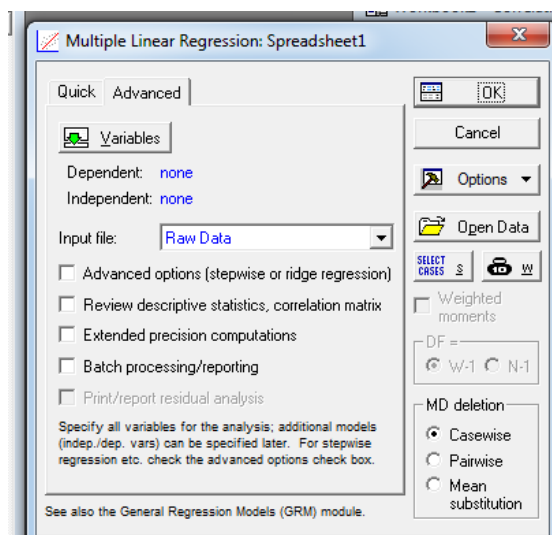 Multiple Linear Regression: Spreadsheet1
Quick
Advanced
Variables
Dependent: none
Independent: none
Input file: Raw Data
Advanced options (stepwise or ridge regression)
Review descriptive statistics, correlation matrix
Extended precision computations
Batch processing/reporting
Print/report residual analysis
Specify all variables for the analysis; additional models
(indep./dep. vars) can be specified later. For stepwise
regression etc. check the advanced options check box.
See also the General Regression Models (GRM) module.
OK
Cancel
Options
Open Data
SELECT
CASES S
W
Weighted
moments
DF =
W-1 N-1
MD deletion
Casewise
Pairwise
Mean
substitution